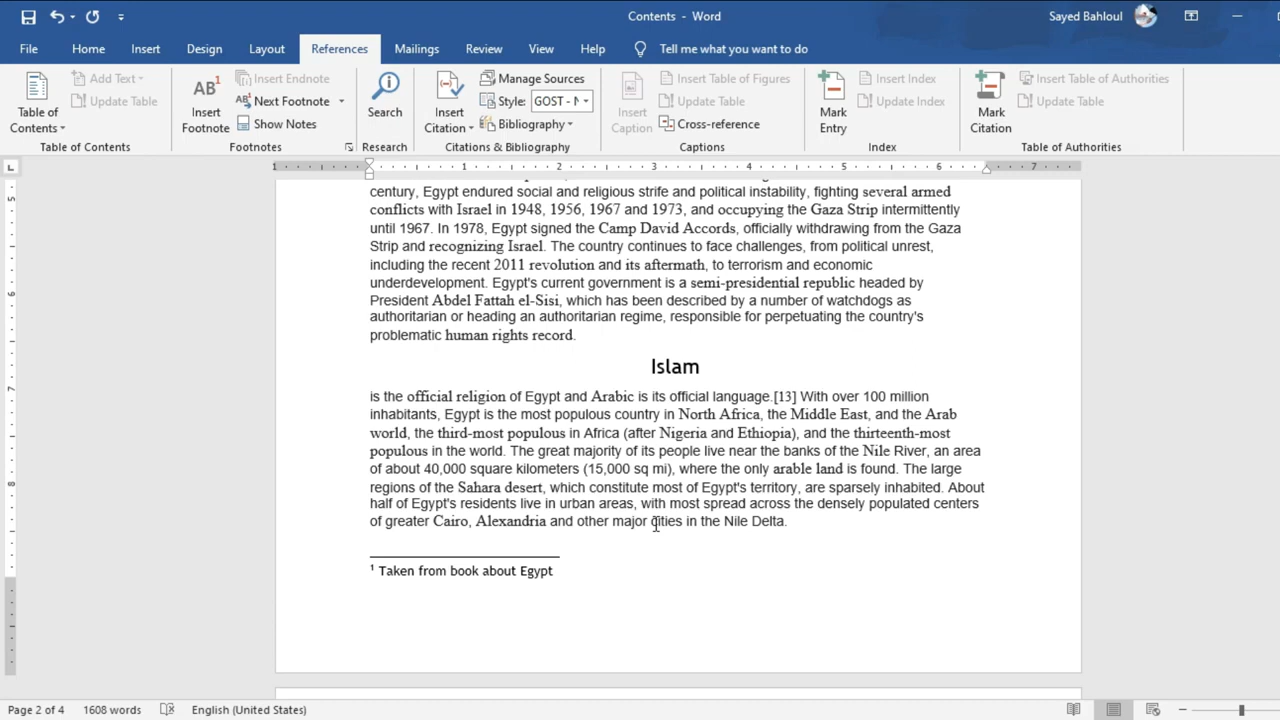 Contents - Word
Sayed Bahloul
File Home Insert Design Layout References Mailings Review View Help Tell me what you want to do
Table of Contents
Add Text
Update Table
Table of Contents
AB1 Insert Footnote
Insert Endnote
AB1 Next Footnote
Show Notes
Footnotes
Search
Research
Insert Citation
Manage Sources
Style: GOST - N
Bibliography
Citations & Bibliography
Insert Caption
Insert Table of Figures
Update Table
Cross-reference
Captions
Mark Entry
Insert Index
Update Index
Index
Mark Citation
Insert Table of Authorities
Update Table
Table of Authorities
1 1 2 3 4 5 6 7
5
6
7
8
century, Egypt endured social and religious strife and political instability, fighting several armed
conflicts with Israel in 1948, 1956, 1967 and 1973, and occupying the Gaza Strip intermittently
until 1967. In 1978, Egypt signed the Camp David Accords, officially withdrawing from the Gaza
Strip and recognizing Israel. The country continues to face challenges, from political unrest,
including the recent 2011 revolution and its aftermath, to terrorism and economic
underdevelopment. Egypt's current government is a semi-presidential republic headed by
President Abdel Fattah el-Sisi, which has been described by a number of watchdogs as
authoritarian or heading an authoritarian regime, responsible for perpetuating the country's
problematic human rights record.
Islam
is the official religion of Egypt and Arabic is its official language.[13] With over 100 million
inhabitants, Egypt is the most populous country in North Africa, the Middle East, and the Arab
world, the third-most populous in Africa (after Nigeria and Ethiopia), and the thirteenth-most
populous in the world. The great majority of its people live near the banks of the Nile River, an area
of about 40,000 square kilometers (15,000 sq mi), where the only arable land is found. The large
regions of the Sahara desert, which constitute most of Egypt's territory, are sparsely inhabited. About
half of Egypt's residents live in urban areas, with most spread across the densely populated centers
of greater Cairo, Alexandria and other major cities in the Nile Delta.
1 Taken from book about Egypt
Page 2 of 4 1608 words English (United States)